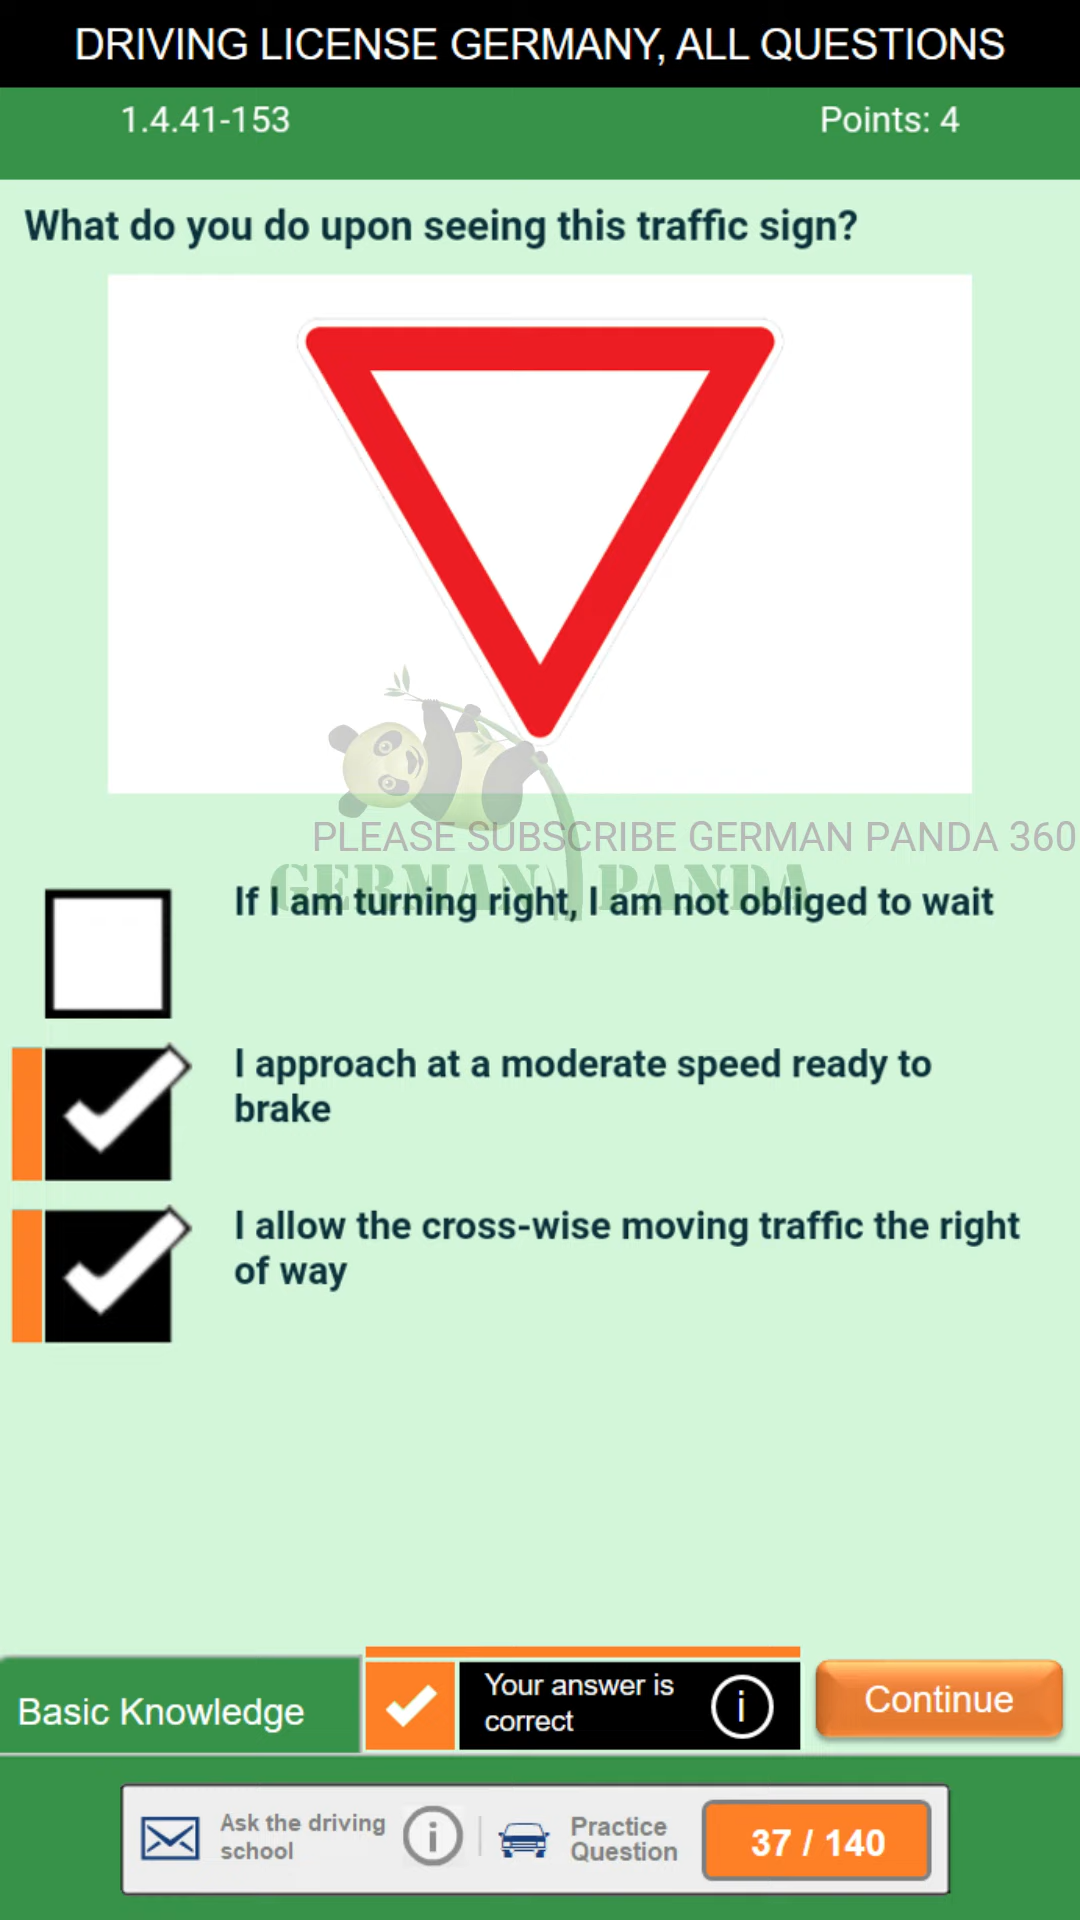 DRIVING LICENSE GERMANY, ALL QUESTIONS
1.4.41-153 Points: 4
What do you do upon seeing this traffic sign?
PLEASE SUBSCRIBE GERMAN PANDA 360
GERMAN PANDA
If I am turning right, I am not obliged to wait
I approach at a moderate speed ready to
brake
I allow the cross-wise moving traffic the right
of way
Basic Knowledge
Your answer is
correct
i
Continue
Ask the driving
school
i
Practice
Question
37 / 140